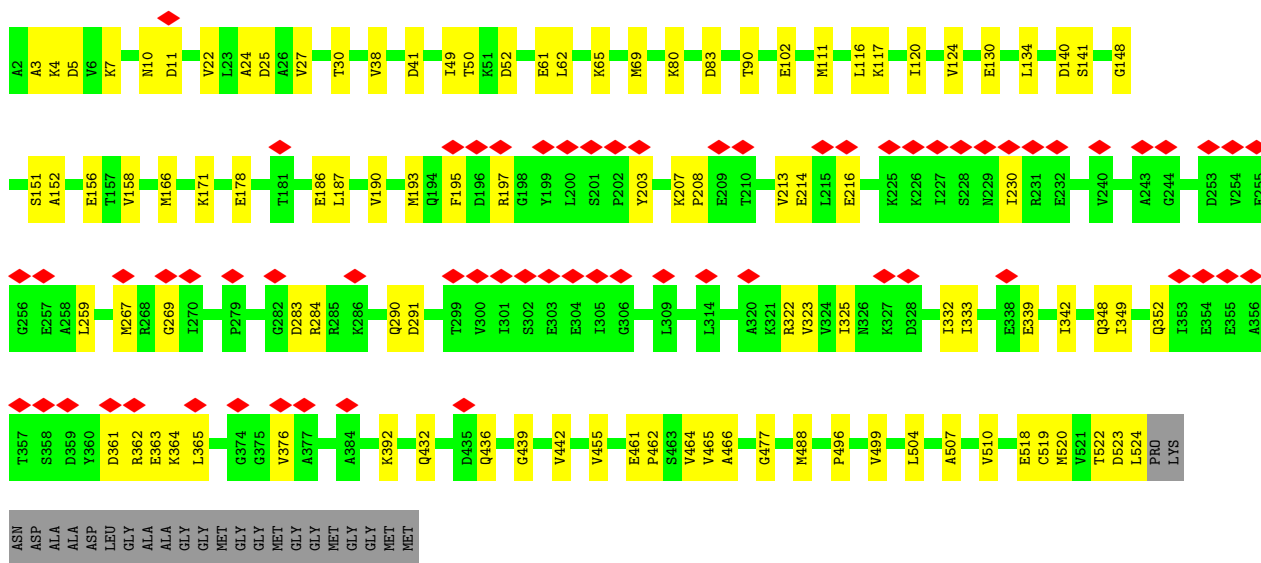 A2 A3 K4 D5 V6 K7 N10 D11 V22 L23 A24 D25 A26 V27 T30 V38 D41 I49 T50 K51 D52 E61 L62 K65 M69 K80 D83 T90 E102 M111 L116 K117 I120 V124 E130 L134 D140 S141 G148
S151 A152 E156 T157 V158 M166 K171 E178 T181 E186 L187 V190 M193 Q194 F195 D196 R197 G198 Y199 L200 S201 P202 Y203 K207 P208 E209 T210 V213 E214 L215 E216 K225 K226 I227 S228 N229 I230 R231 E232 V240 A243 G244 D253 V254 E255
G256 E257 A258 L259 M267 R268 G269 I270 P279 G282 D283 R284 R285 K286 Q290 D291 T299 V300 I301 S302 E303 E304 I305 G306 L309 L314 A320 K321 R322 V323 V324 I325 N326 K327 D328 I332 I333 E338 E339 I342 Q348 I349 Q352 I353 E354 E355 A356
T357 S358 D359 Y360 D361 R362 E363 K364 L365 G374 G375 V376 A377 A384 K392 Q432 D435 Q436 G439 V442 V455 E461 P462 S463 V464 V465 A466 G477 M488 P496 V499 L504 A507 V510 E518 C519 M520 V521 T522 D523 L524 PRO LYS
ASN ASP ALA ALA ASP LEU GLY ALA ALA GLY GLY MET GLY GLY MET GLY GLY MET MET